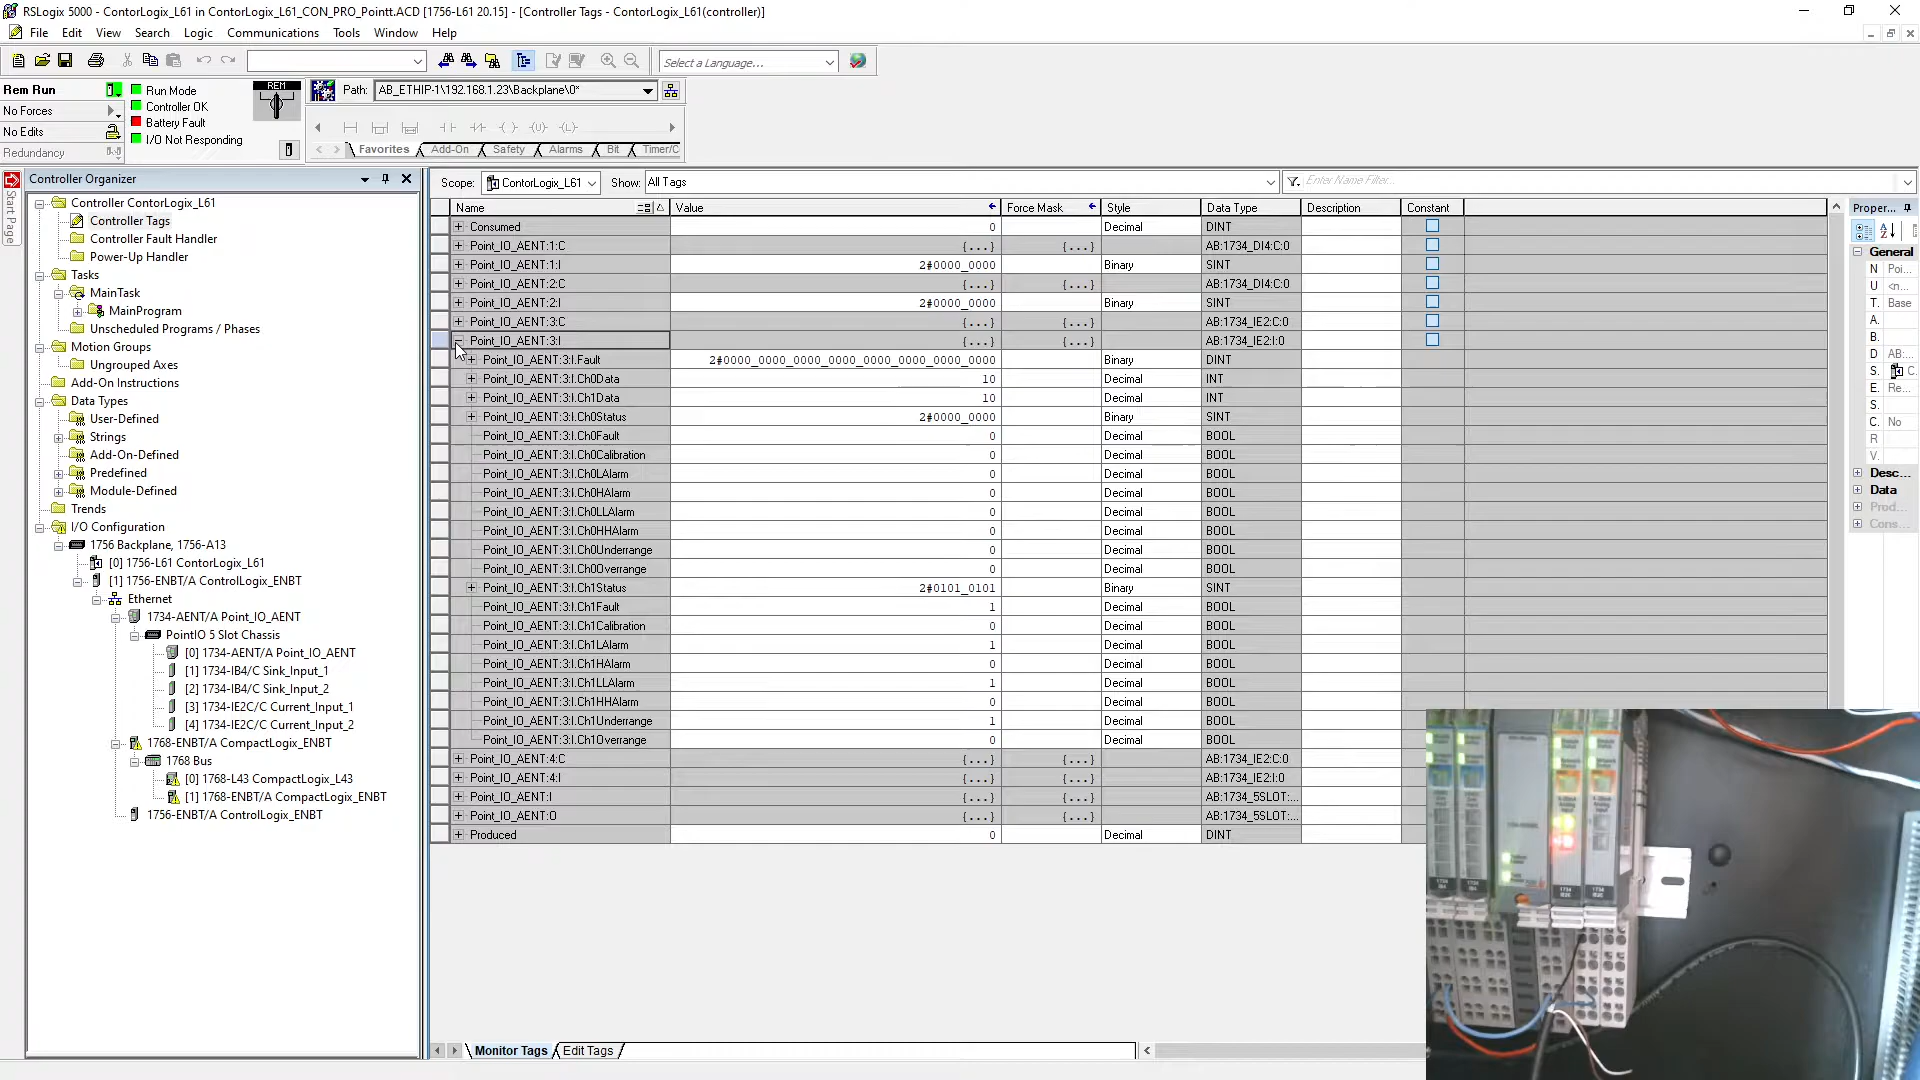 RSLogix 5000 - ContorLogix_L61 in ContorLogix_L61_CON_PRO_Pointt.ACD [1756-L61 20.15] - [Controller Tags - ContorLogix_L61(controller)]
File Edit View Search Logic Communications Tools Window Help
Select a Language...
Rem Run
No Forces
No Edits
Redundancy
Run Mode
Controller OK
Battery Fault
I/O Not Responding
REM
Path: AB_ETHIP-1\192.168.1.23\Backplane\0*
Favorites Add-On Safety Alarms Bit Timer/C
Start Page
Controller Organizer
Controller ContorLogix_L61
Controller Tags
Controller Fault Handler
Power-Up Handler
Tasks
MainTask
MainProgram
Unscheduled Programs / Phases
Motion Groups
Ungrouped Axes
Add-On Instructions
Data Types
User-Defined
Strings
Add-On-Defined
Predefined
Module-Defined
Trends
I/O Configuration
1756 Backplane, 1756-A13
[0] 1756-L61 ContorLogix_L61
[1] 1756-ENBT/A ControlLogix_ENBT
Ethernet
1734-AENT/A Point_IO_AENT
PointIO 5 Slot Chassis
[0] 1734-AENT/A Point_IO_AENT
[1] 1734-IB4/C Sink_Input_1
[2] 1734-IB4/C Sink_Input_2
[3] 1734-IE2C/C Current_Input_1
[4] 1734-IE2C/C Current_Input_2
1768-ENBT/A CompactLogix_ENBT
1768 Bus
[0] 1768-L43 CompactLogix_L43
[1] 1768-ENBT/A CompactLogix_ENBT
1756-ENBT/A ControlLogix_ENBT
Scope: ContorLogix_L61 Show: All Tags Enter Name Filter...
Name Value Force Mask Style Data Type Description Constant
Consumed 0 Decimal DINT
Point_IO_AENT:1:C {...} {...} AB:1734_DI4:C:0
Point_IO_AENT:1:I 2#0000_0000 Binary SINT
Point_IO_AENT:2:C {...} {...} AB:1734_DI4:C:0
Point_IO_AENT:2:I 2#0000_0000 Binary SINT
Point_IO_AENT:3:C {...} {...} AB:1734_IE2:C:0
Point_IO_AENT:3:I {...} {...} AB:1734_IE2:I:0
Point_IO_AENT:3:I.Fault 2#0000_0000_0000_0000_0000_0000_0000_0000 Binary DINT
Point_IO_AENT:3:I.Ch0Data 10 Decimal INT
Point_IO_AENT:3:I.Ch1Data 10 Decimal INT
Point_IO_AENT:3:I.Ch0Status 2#0000_0000 Binary SINT
Point_IO_AENT:3:I.Ch0Fault 0 Decimal BOOL
Point_IO_AENT:3:I.Ch0Calibration 0 Decimal BOOL
Point_IO_AENT:3:I.Ch0LAlarm 0 Decimal BOOL
Point_IO_AENT:3:I.Ch0HAlarm 0 Decimal BOOL
Point_IO_AENT:3:I.Ch0LLAlarm 0 Decimal BOOL
Point_IO_AENT:3:I.Ch0HHAlarm 0 Decimal BOOL
Point_IO_AENT:3:I.Ch0Underrange 0 Decimal BOOL
Point_IO_AENT:3:I.Ch0Overrange 0 Decimal BOOL
Point_IO_AENT:3:I.Ch1Status 2#0101_0101 Binary SINT
Point_IO_AENT:3:I.Ch1Fault 1 Decimal BOOL
Point_IO_AENT:3:I.Ch1Calibration 0 Decimal BOOL
Point_IO_AENT:3:I.Ch1LAlarm 1 Decimal BOOL
Point_IO_AENT:3:I.Ch1HAlarm 0 Decimal BOOL
Point_IO_AENT:3:I.Ch1LLAlarm 1 Decimal BOOL
Point_IO_AENT:3:I.Ch1HHAlarm 0 Decimal BOOL
Point_IO_AENT:3:I.Ch1Underrange 1 Decimal BOOL
Point_IO_AENT:3:I.Ch1Overrange 0 Decimal BOOL
Point_IO_AENT:4:C {...} {...} AB:1734_IE2:C:0
Point_IO_AENT:4:I {...} {...} AB:1734_IE2:I:0
Point_IO_AENT:I {...} {...} AB:1734_5SLOT:...
Point_IO_AENT:O {...} {...} AB:1734_5SLOT:...
Produced 0 Decimal DINT
Monitor Tags Edit Tags
Proper...
General
N Poi...
U <n...
T. Base
A.
B.
D AB:...
S. C.
E. Re...
S.
C. No
R
V.
Desc...
Data
Prod...
Cons...